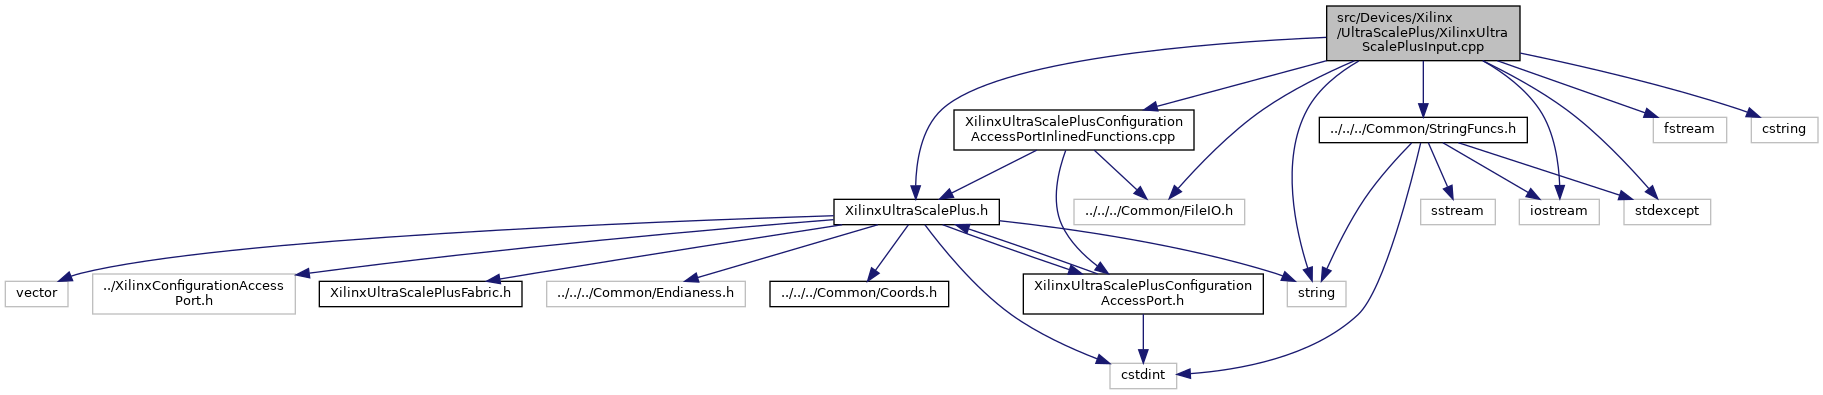 src/Devices/Xilinx
/UltraScalePlus/XilinxUltra
ScalePlusInput.cpp
XilinxUltraScalePlusConfiguration
AccessPortInlinedFunctions.cpp
../../../Common/StringFuncs.h
fstream
cstring
XilinxUltraScalePlus.h
../../../Common/FileIO.h
sstream
iostream
stdexcept
vector
../XilinxConfigurationAccess
Port.h
XilinxUltraScalePlusFabric.h
../../../Common/Endianess.h
../../../Common/Coords.h
XilinxUltraScalePlusConfiguration
AccessPort.h
string
cstdint